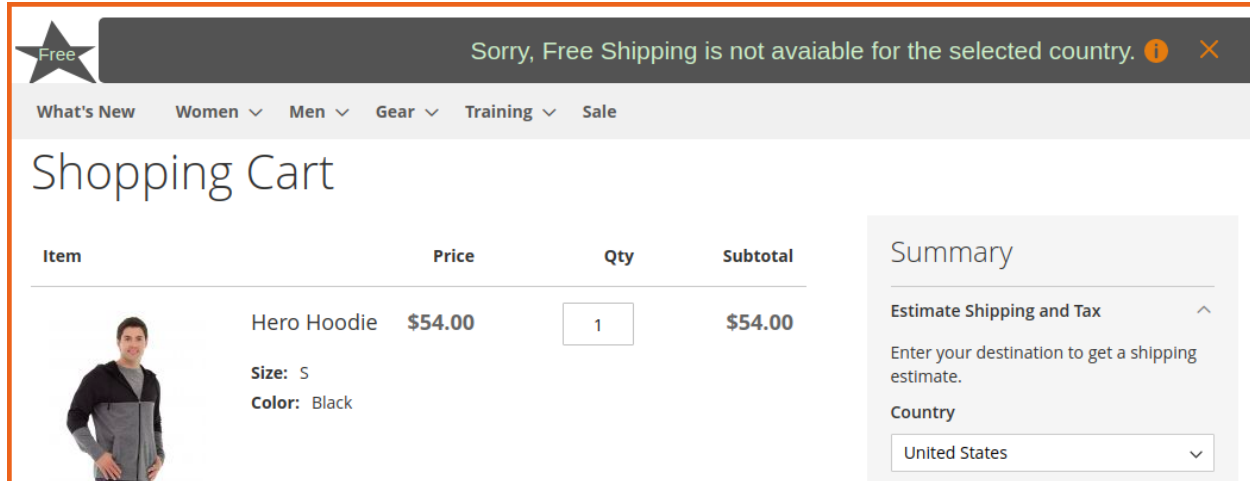 Free
Sorry, Free Shipping is not avaiable for the selected country. i
What's New Women Men Gear Training Sale
Shopping Cart
Item Price Qty Subtotal
Hero Hoodie $54.00 1 $54.00
Size: S
Color: Black
Summary
Estimate Shipping and Tax
Enter your destination to get a shipping
estimate.
Country
United States